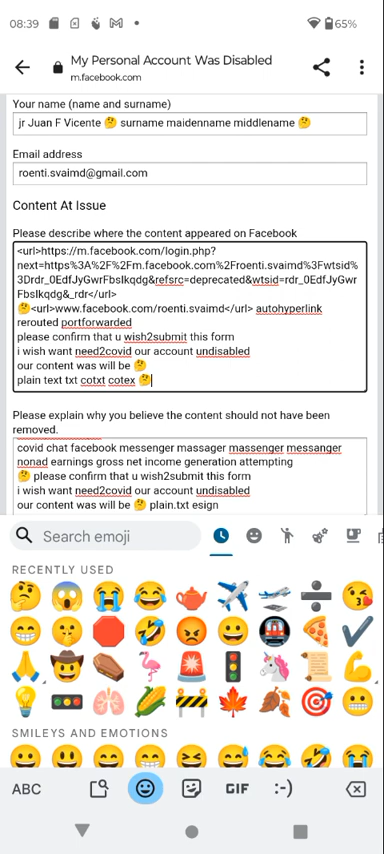 08:39
65%
My Personal Account Was Disabled
m.facebook.com
Your name (name and surname)
jr Juan F Vicente 🤔 surname maidenname middlename 🤔
Email address
roenti.svaimd@gmail.com
Content At Issue
Please describe where the content appeared on Facebook
<url>https://m.facebook.com/login.php?
next=https%3A%2F%2Fm.facebook.com%2Froenti.svaimd%3Fwtsid%
3Drdr_0EdfJyGwrFbsIkqdg&refsrc=deprecated&wtsid=rdr_0EdfJyGwr
FbsIkqdg&_rdr</url>
🤔<url>www.facebook.com/roenti.svaimd</url> autohyperlink
rerouted portforwarded
please confirm that u wish2submit this form
i wish want need2covid our account undisabled
our content was will be 🤔
plain text txt cotxt cotex 🤔
Please explain why you believe the content should not have been
removed.
covid chat facebook messenger massager massenger messanger
nonad earnings gross net income generation attempting
🤔 please confirm that u wish2submit this form
i wish want need2covid our account undisabled
our content was will be 🤔 plain.txt esign
Search emoji
RECENTLY USED
SMILEYS AND EMOTIONS
ABC
GIF
:-)